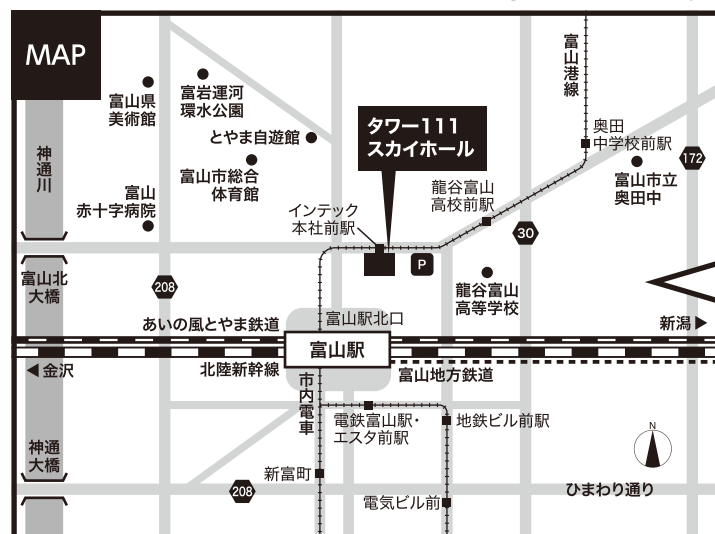 MAP
富山県
美術館
富岩運河
環水公園
とやま自遊館
富山市総合
体育館
富山
赤十字病院
神通川
タワー111
スカイホール
富山港線
奥田
中学校前駅
172
富山市立
奥田中
龍谷富山
高校前駅
インテック
本社前駅
30
P
龍谷富山
高等学校
富山北
大橋
208
富山駅北口
あいの風とやま鉄道
新潟
富山駅
金沢
北陸新幹線
市内電車
富山地方鉄道
電鉄富山駅・
エスタ前駅
地鉄ビル前駅
N
神通
大橋
新富町
208
電気ビル前
ひまわり通り